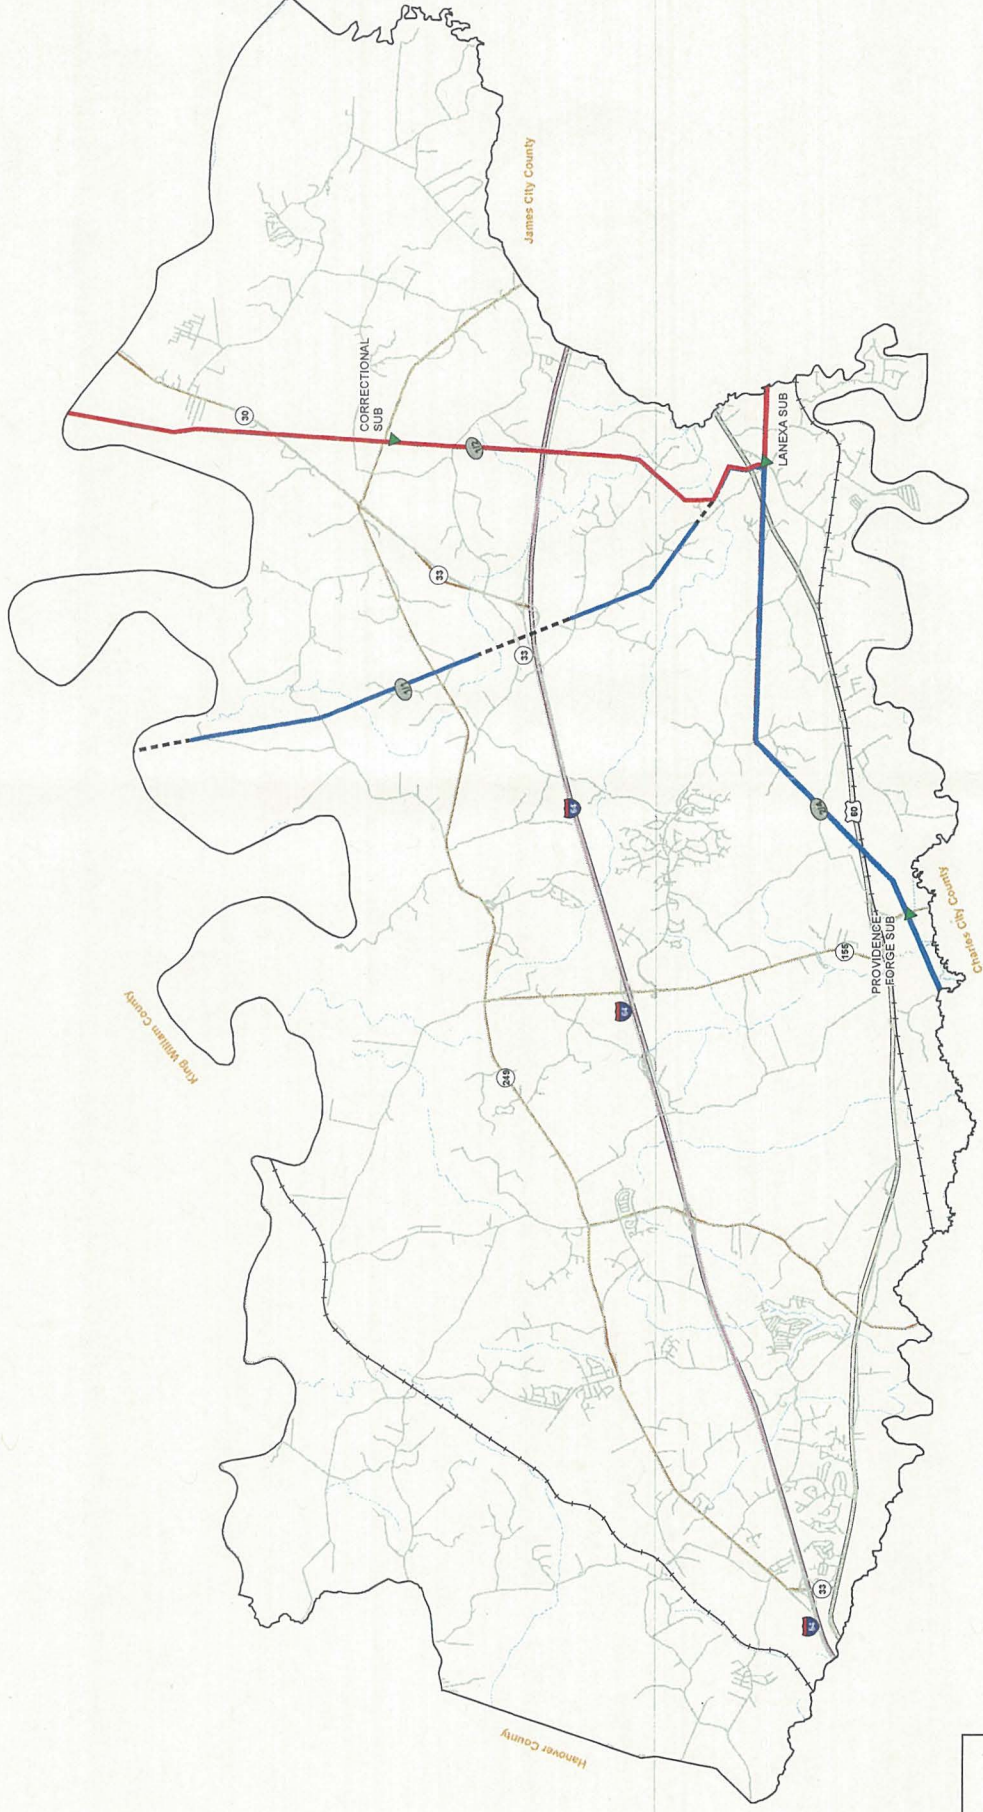 James City County
CORRECTIONAL
SUB
30
LANEXA SUB
33
33
64
60
Charles City County
PROVIDENCE
FORGE SUB
155
King William County
64
249
33
64
Hanover County